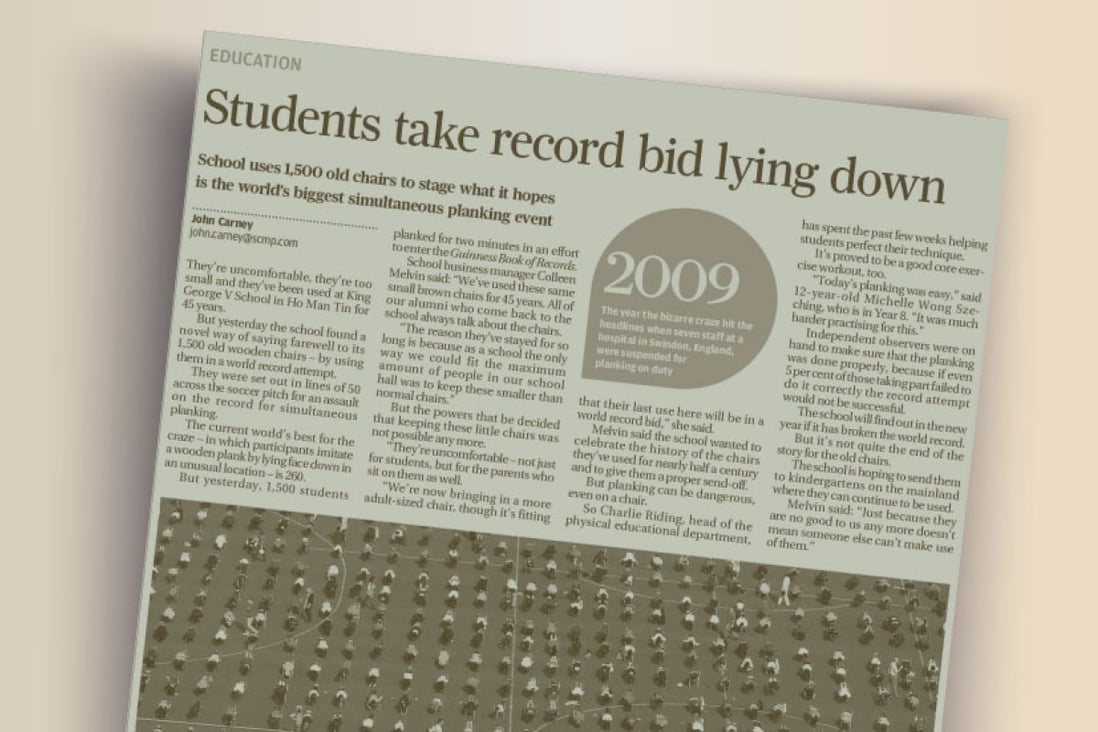 EDUCATION
Students take record bid lying down
School uses 1,500 old chairs to stage what it hopes
is the world's biggest simultaneous planking event
John Carney
john.carney@scmp.com
They're uncomfortable, they're too
small and they've been used at King
George V School in Ho Man Tin for
45 years.
But yesterday the school found a
novel way of saying farewell to its
1,500 old wooden chairs – by using
them in a world record attempt.
They were set out in lines of 50
across the soccer pitch for an assault
on the record for simultaneous
planking.
The current world's best for the
craze – in which participants imitate
a wooden plank by lying face down in
an unusual location – is 260.
But yesterday, 1,500 students
planked for two minutes in an effort
to enter the Guinness Book of Records.
School business manager Colleen
Melvin said: "We've used these same
small brown chairs for 45 years. All of
our alumni who come back to the
school always talk about the chairs.
"The reason they've stayed for so
long is because as a school the only
way we could fit the maximum
amount of people in our school
hall was to keep these smaller than
normal chairs."
But the powers that be decided
that keeping these little chairs was
not possible any more.
"They're uncomfortable – not just
for students, but for the parents who
sit on them as well.
"We're now bringing in a more
adult-sized chair, though it's fitting
2009
The year the bizarre craze hit the
headlines when seven staff at a
hospital in Swindon, England,
were suspended for
planking on duty
that their last use here will be in a
world record bid," she said.
Melvin said the school wanted to
celebrate the history of the chairs
they've used for nearly half a century
and to give them a proper send-off.
But planking can be dangerous,
even on a chair.
So Charlie Riding, head of the
physical educational department,
has spent the past few weeks helping
students perfect their technique.
It's proved to be a good core exer-
cise workout, too.
"Today's planking was easy," said
12-year-old Michelle Wong Sze-
ching, who is in Year 8. "It was much
harder practising for this."
Independent observers were on
hand to make sure that the planking
was done properly, because if even
5 per cent of those taking part failed to
do it correctly the record attempt
would not be successful.
The school will find out in the new
year if it has broken the world record.
But it's not quite the end of the
story for the old chairs.
The school is hoping to send them
to kindergartens on the mainland
where they can continue to be used.
Melvin said: "Just because they
are no good to us any more doesn't
mean someone else can't make use
of them."